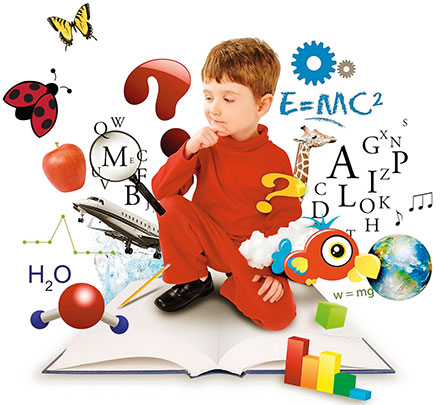 ?
E=MC²
Q W
M E C F
U V B
S
G X N
A Z P
C L I K
D O H
T
?
H₂O
w = mg